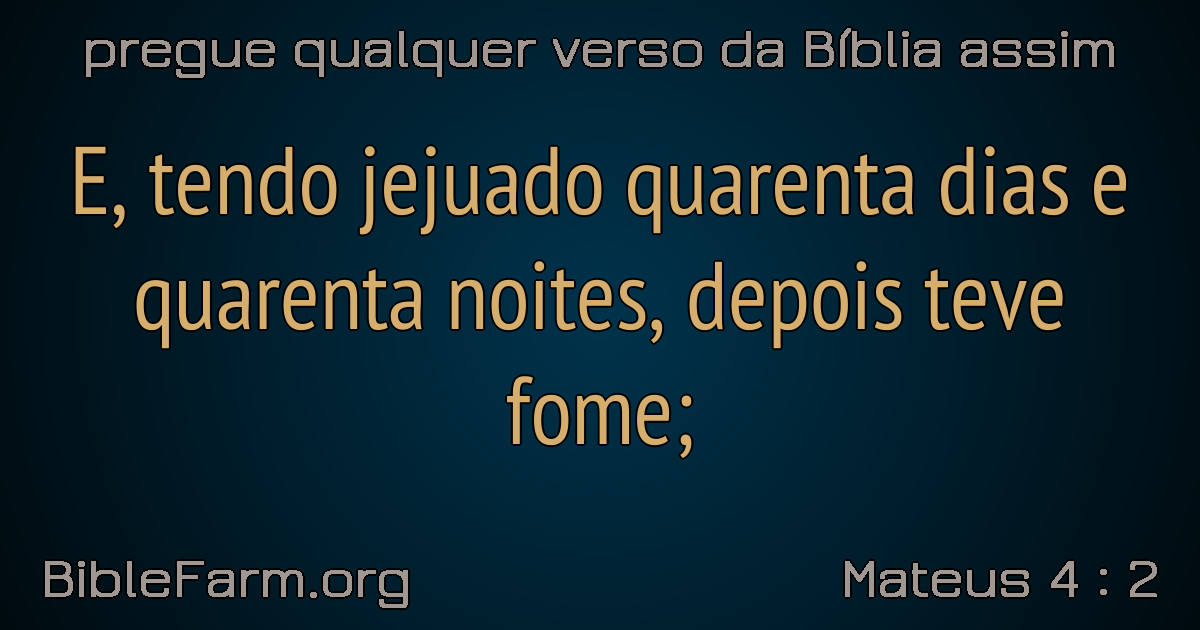 pregue qualquer verso da Bíblia assim
E, tendo jejuado quarenta dias e
quarenta noites, depois teve
fome;
BibleFarm.org
Mateus 4 : 2